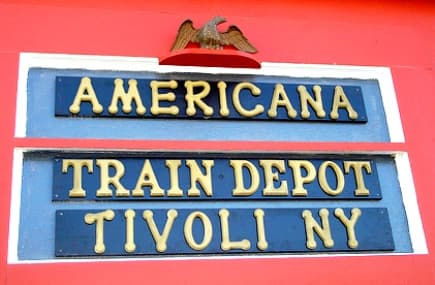 AMERICANA
TRAIN DEPOT
TIVOLI NY